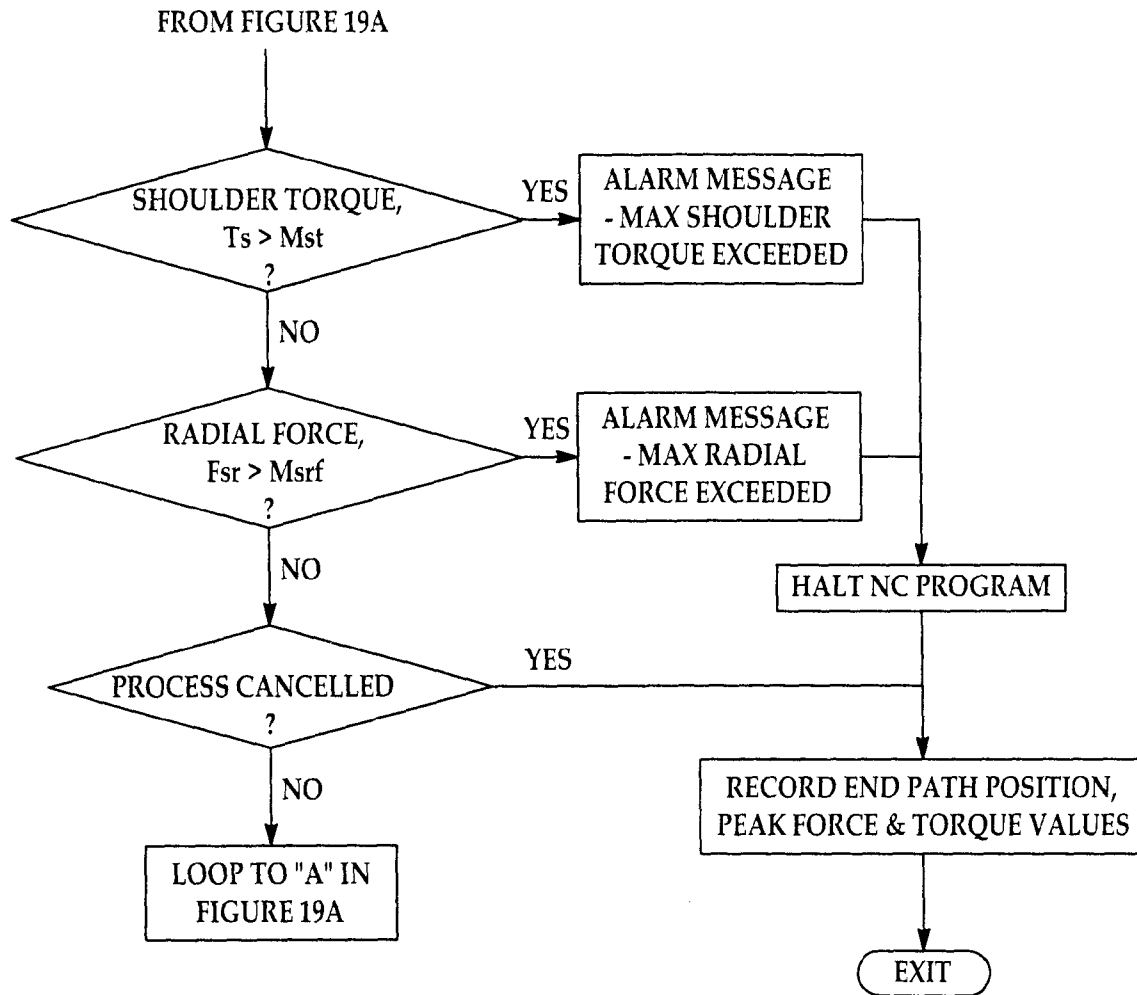 FROM FIGURE 19A
SHOULDER TORQUE,
Ts > Mst
?
YES
ALARM MESSAGE
- MAX SHOULDER
TORQUE EXCEEDED
NO
RADIAL FORCE,
Fsr > Msrf
?
YES
ALARM MESSAGE
- MAX RADIAL
FORCE EXCEEDED
NO
HALT NC PROGRAM
PROCESS CANCELLED
?
YES
NO
RECORD END PATH POSITION,
PEAK FORCE & TORQUE VALUES
LOOP TO "A" IN
FIGURE 19A
EXIT